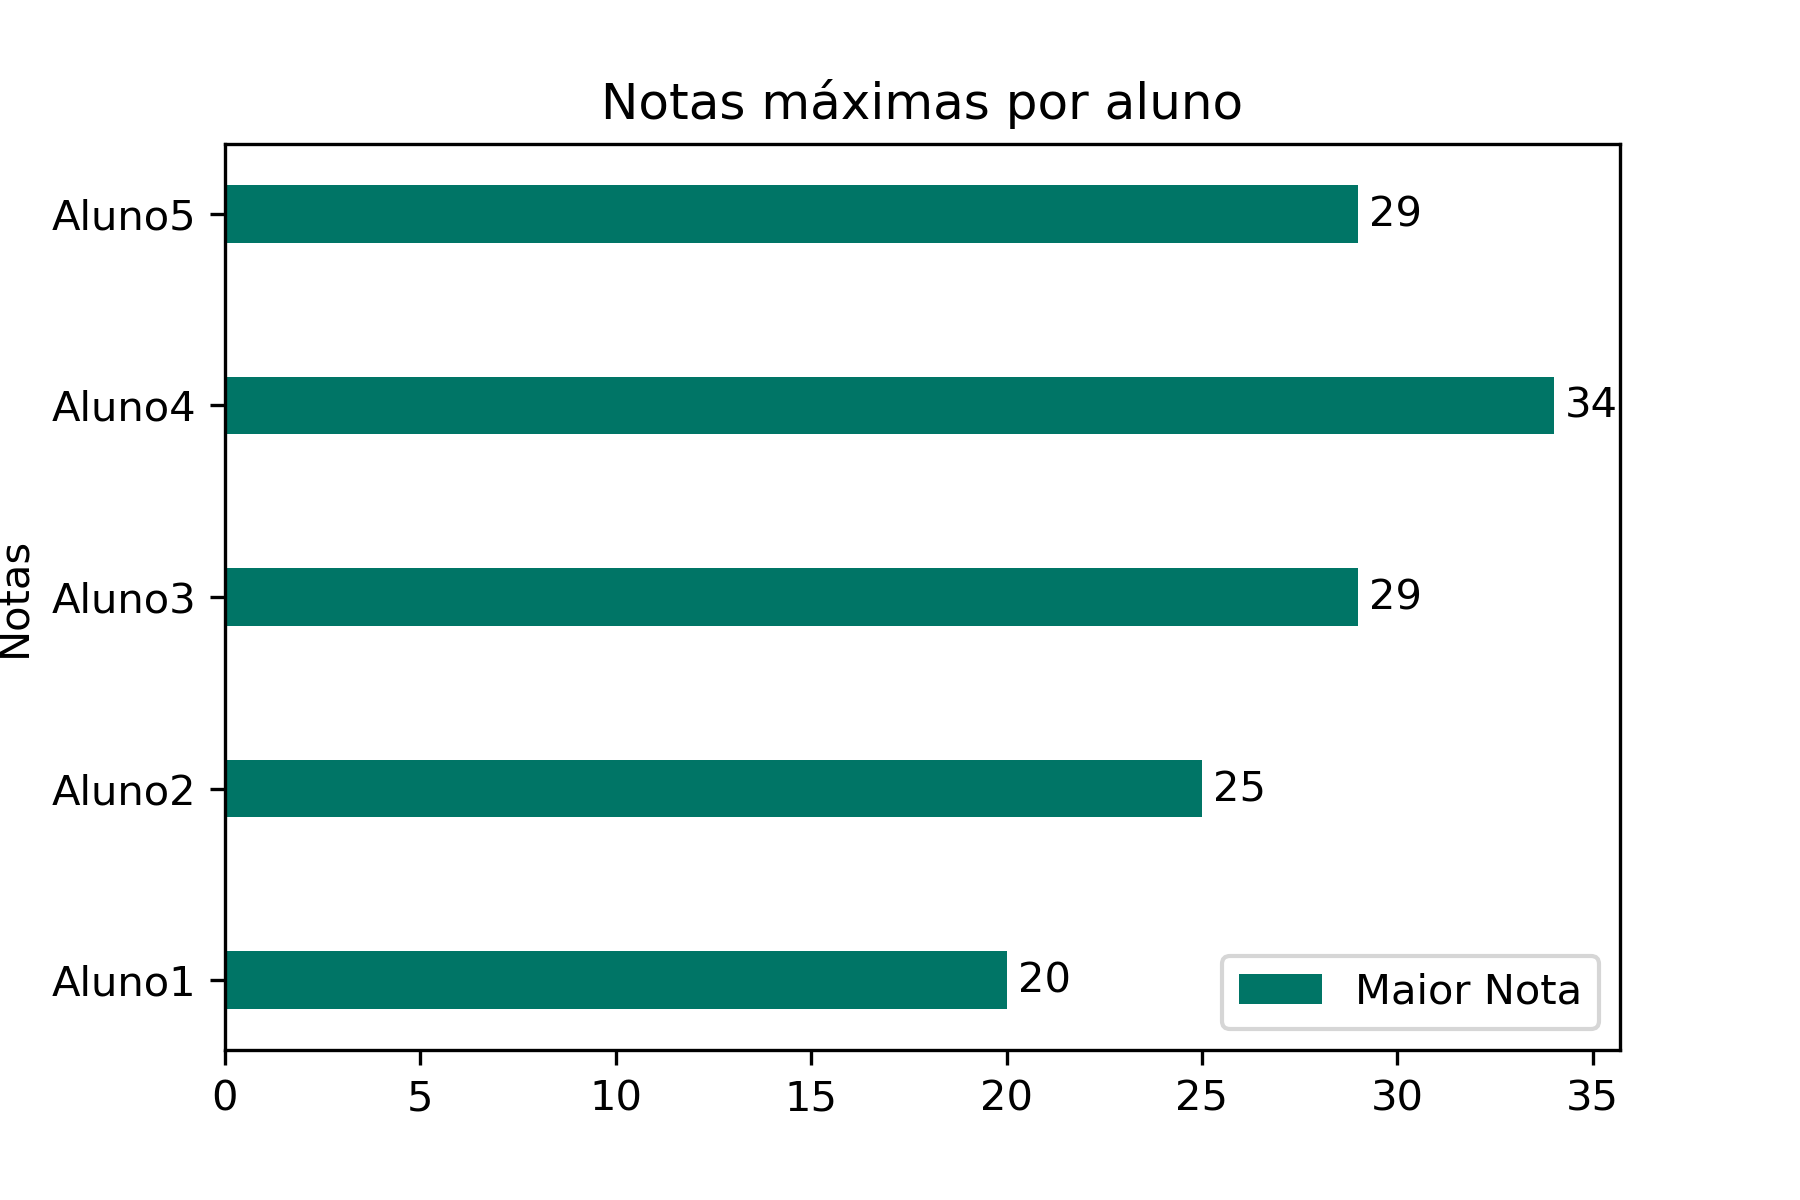 Notas máximas por aluno
Aluno5 29
Aluno4 34
Notas
Aluno3 29
Aluno2 25
Aluno1 20
Maior Nota
0 5 10 15 20 25 30 35